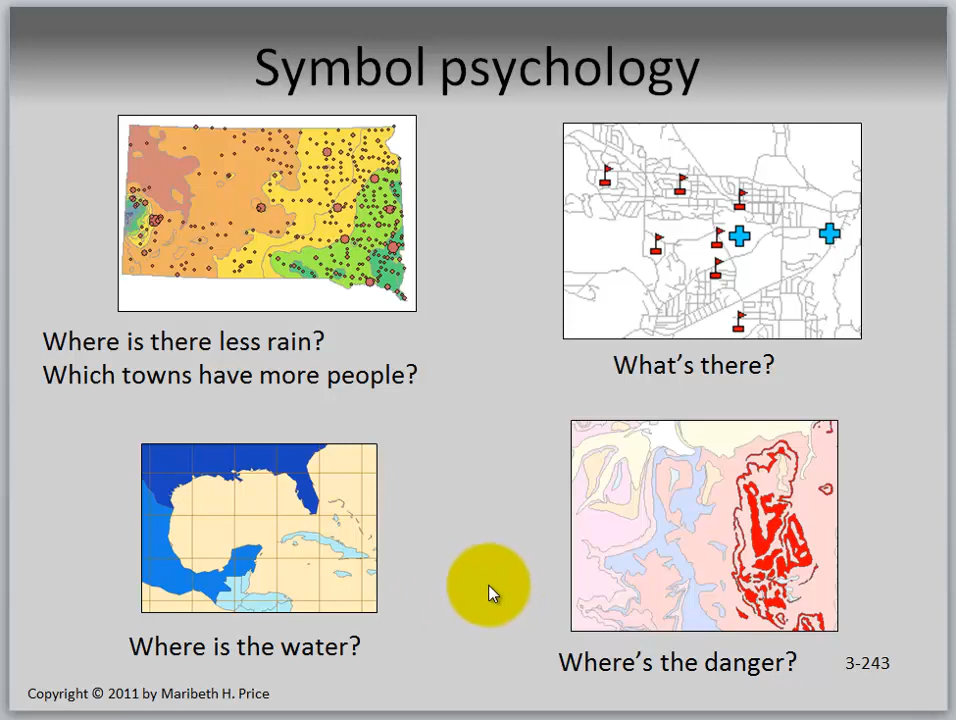 Symbol psychology
Where is there less rain?
Which towns have more people?
What’s there?
Where is the water?
Where’s the danger?
3-243
Copyright © 2011 by Maribeth H. Price